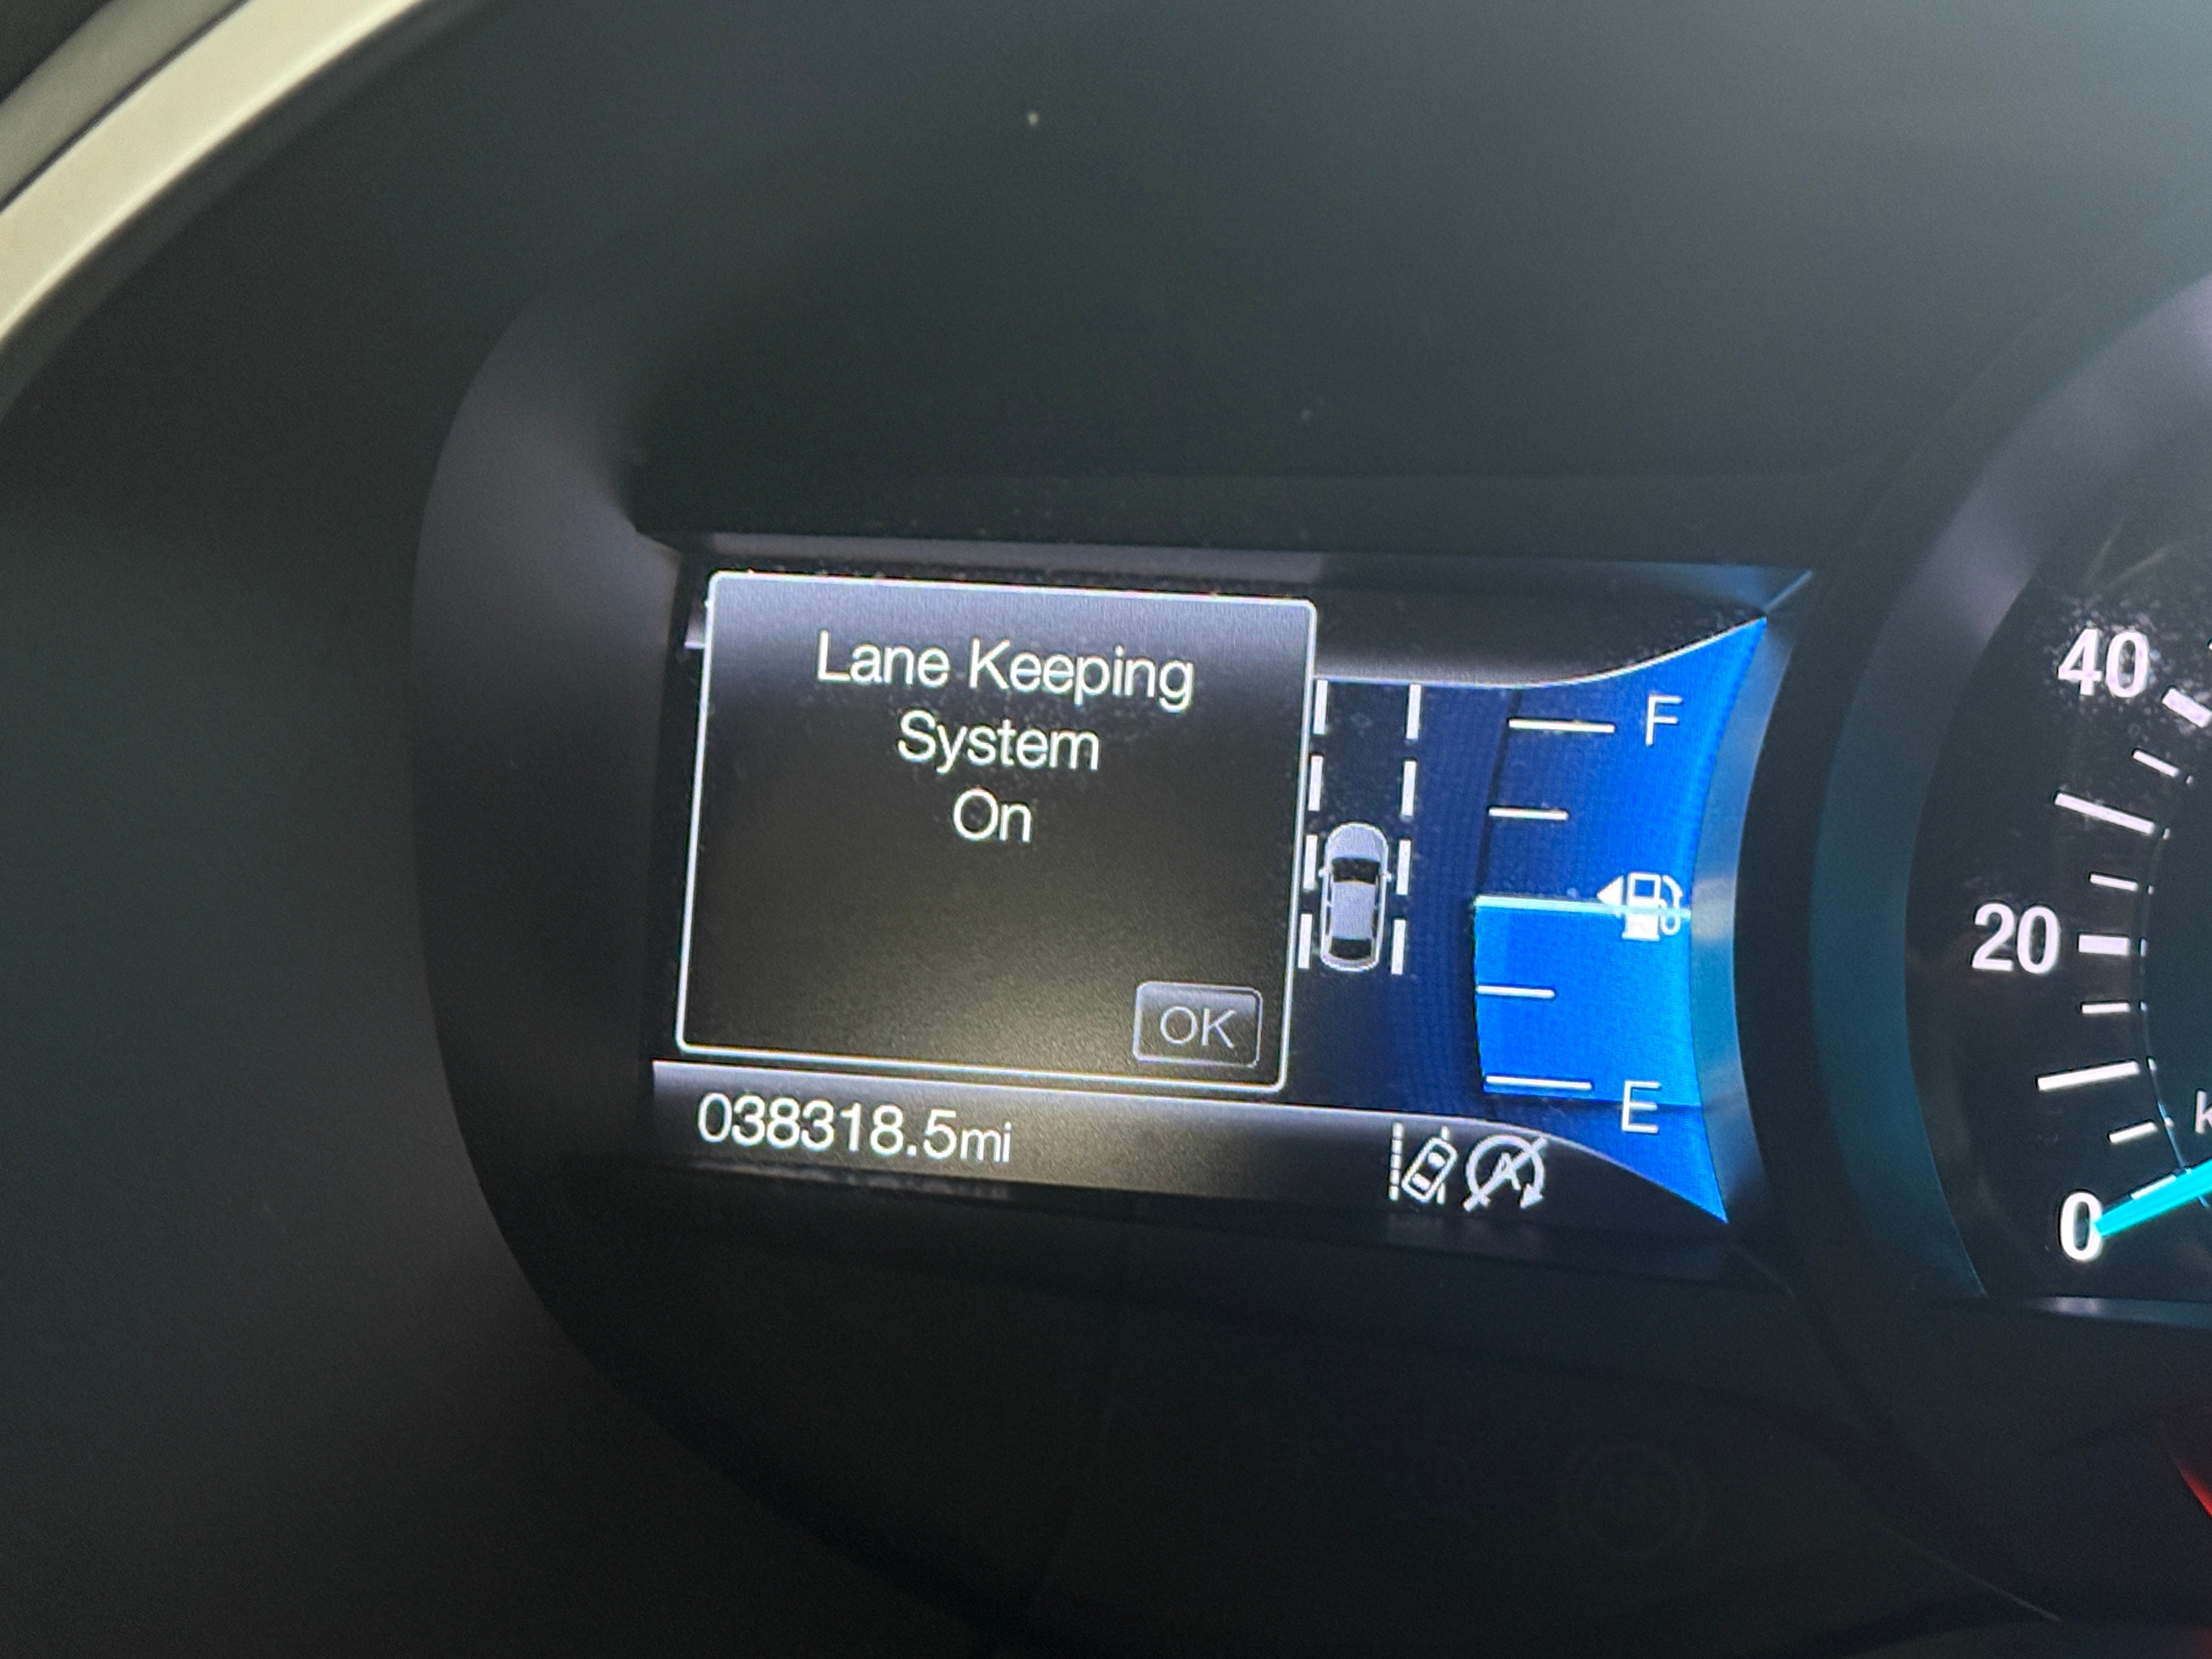 Lane Keeping
System
On
OK
038318.5mi
F
E
40
20
0